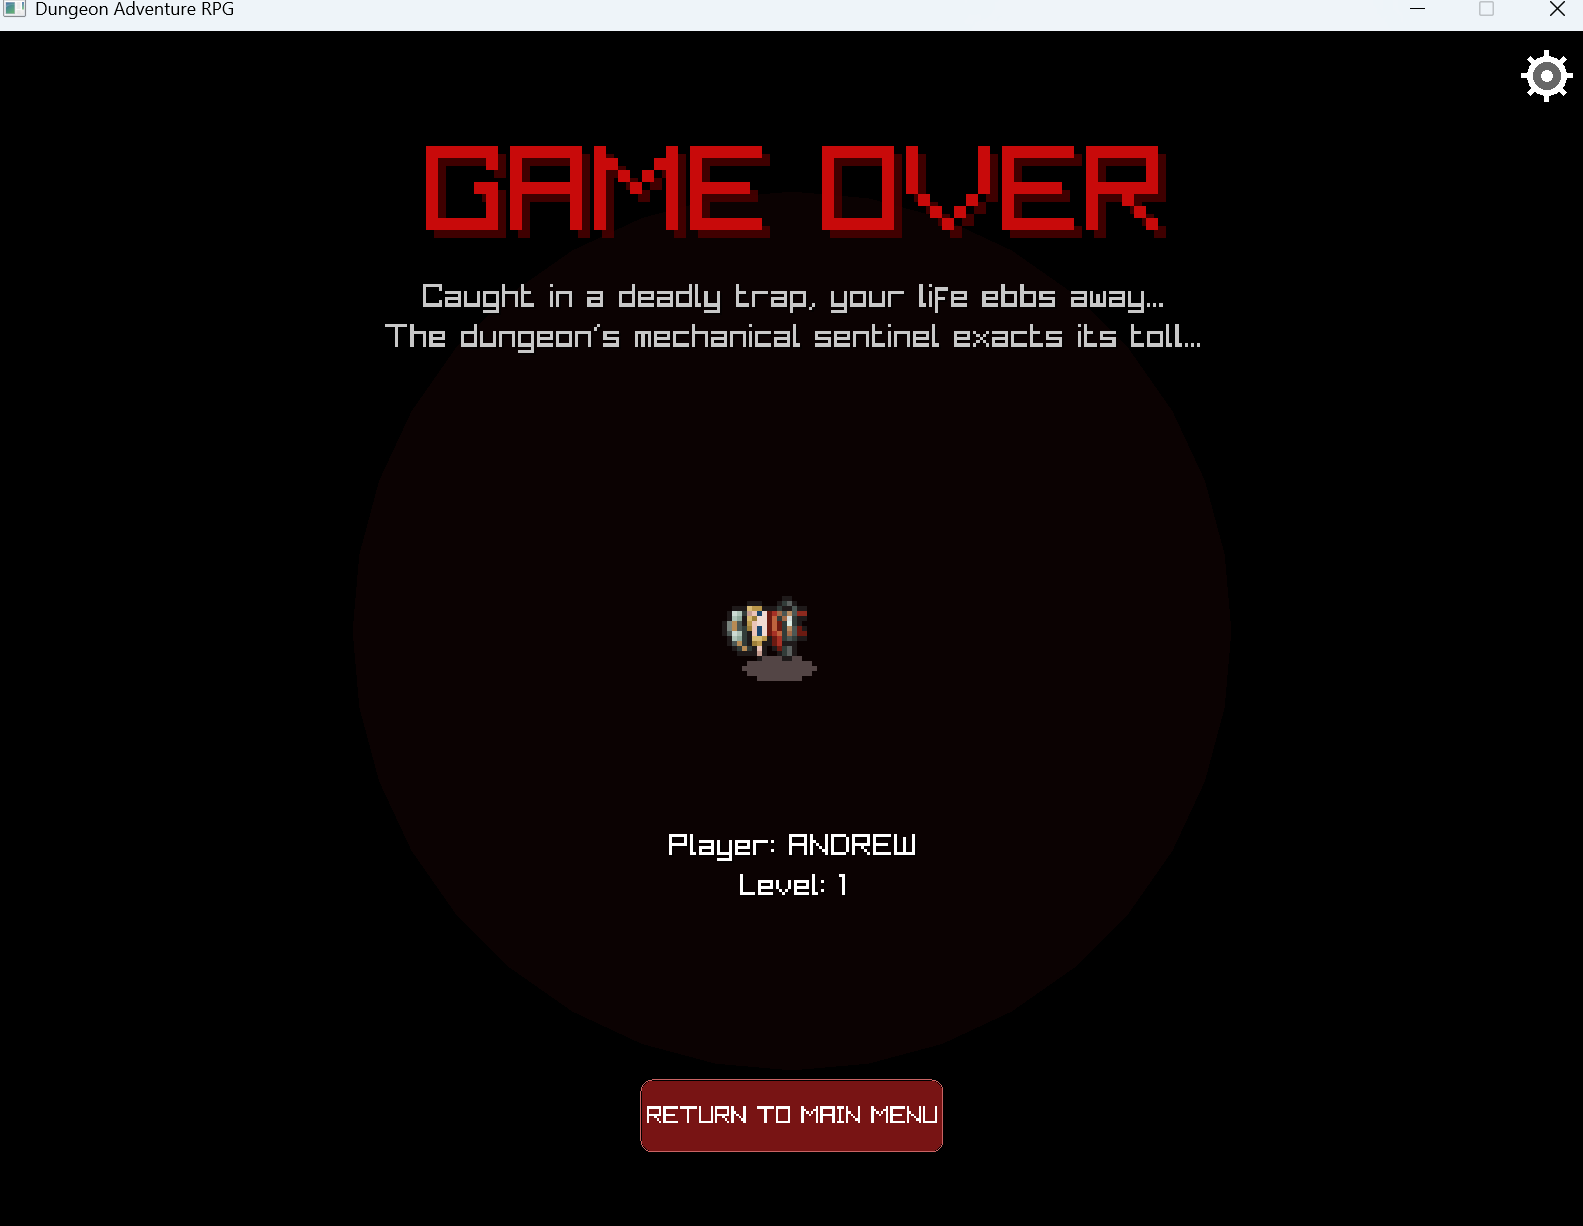 Dungeon Adventure RPG
GAME OVER
Caught in a deadly trap, your life ebbs away...
The dungeon's mechanical sentinel exacts its toll...
Player: ANDREW
Level: 1
RETURN TO MAIN MENU